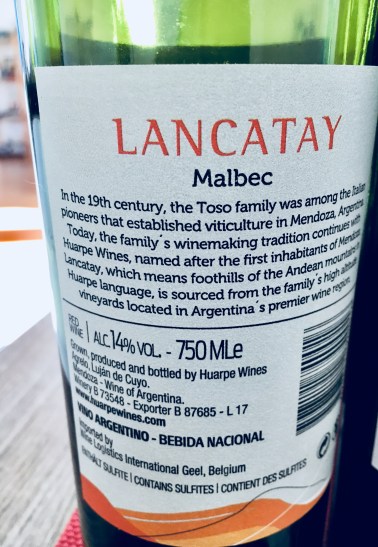 LANCATAY
Malbec
In the 19th century, the Toso family was among the Italian
pioneers that established viticulture in Mendoza, Argentina.
Today, the family´s winemaking tradition continues with
Huarpe Wines, named after the first inhabitants of Mendoza.
Lancatay, which means foothills of the Andean mountains
Huarpe language, is sourced from the family´s high altitude
vineyards located in Argentina´s premier wine region.
RED WINE | ALC. 14% VOL. - 750 MLe
Grown, produced and bottled by Huarpe Wines
Agrelo, Luján de Cuyo.
Mendoza - Wine of Argentina.
Winery B 73548 - Exporter B 87685 - L 17
www.huarpewines.com
VINO ARGENTINO - BEBIDA NACIONAL
Imported by
Wine Logistics International Geel, Belgium
ENTHÄLT SULFITE | CONTAINS SULFITES | CONTIENT DES SULFITES